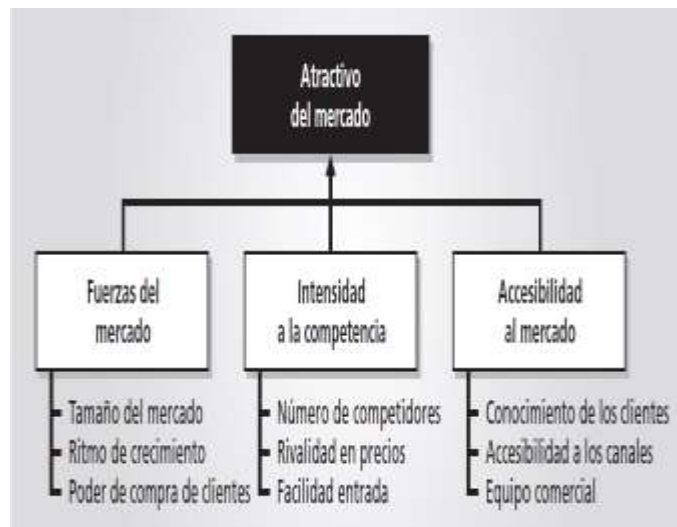 Atractivo
del mercado
Fuerzas del
mercado
Intensidad
a la competencia
Accesibilidad
al mercado
Tamaño del mercado
Ritmo de crecimiento
Poder de compra de clientes
Número de competidores
Rivalidad en precios
Facilidad entrada
Conocimiento de los clientes
Accesibilidad a los canales
Equipo comercial